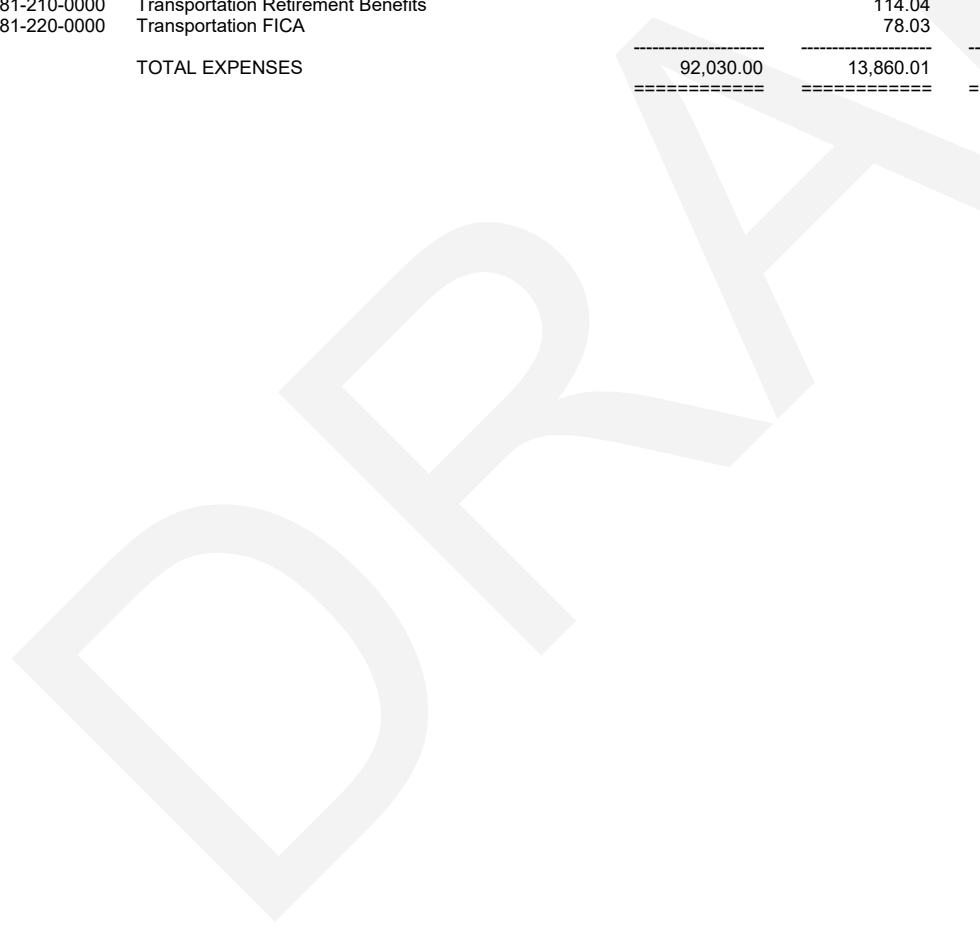 81-210-0000 Transportation Retirement Benefits 114.04
81-220-0000 Transportation FICA 78.03
--------------------- --------------------- --
TOTAL EXPENSES 92,030.00 13,860.01
============ ============ =
DRA